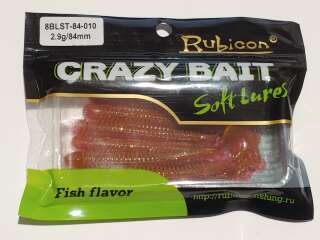 8BLST-84-010
2.9g/84mm
Rubicon®
CRAZY BAIT
Soft Lures
Fish flavor